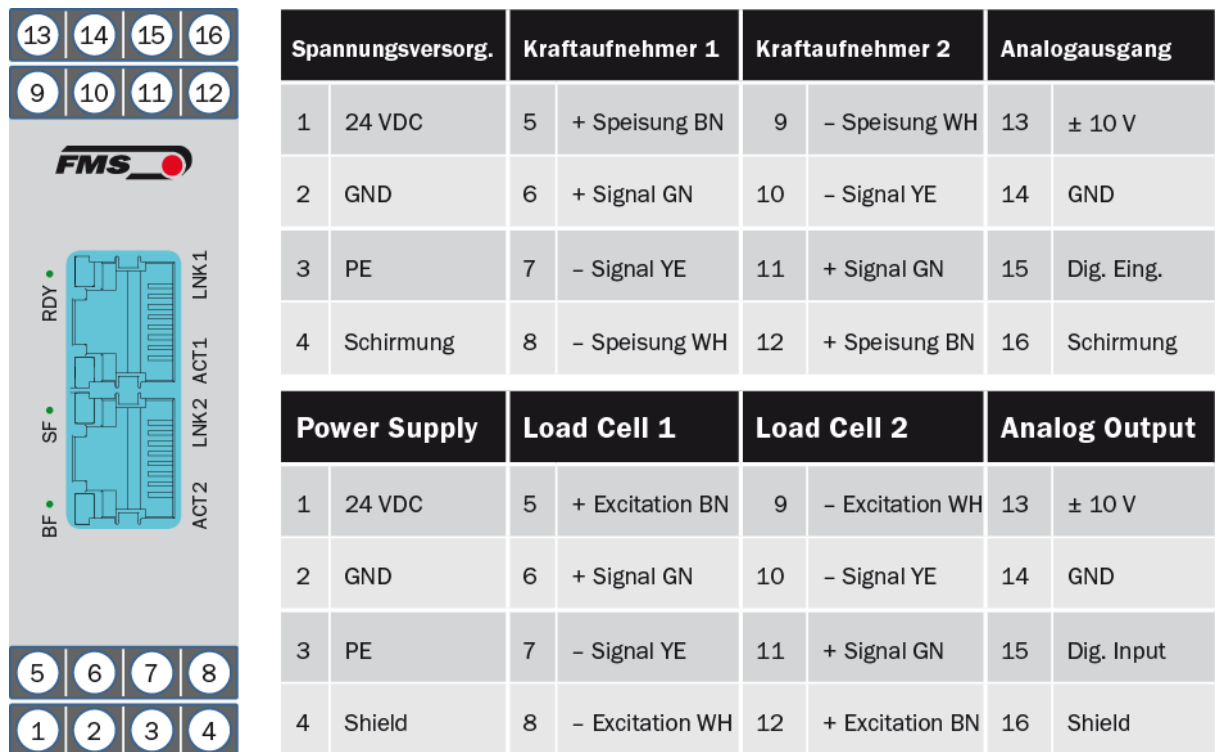 13 14 15 16
9 10 11 12
FMS
RDY LNK1
ACT1
SF LNK2
BF ACT2
5 6 7 8
1 2 3 4
Spannungsversorg. Kraftaufnehmer 1 Kraftaufnehmer 2 Analogausgang
1 24 VDC 5 + Speisung BN 9 – Speisung WH 13 ± 10 V
2 GND 6 + Signal GN 10 – Signal YE 14 GND
3 PE 7 – Signal YE 11 + Signal GN 15 Dig. Eing.
4 Schirmung 8 – Speisung WH 12 + Speisung BN 16 Schirmung
Power Supply Load Cell 1 Load Cell 2 Analog Output
1 24 VDC 5 + Excitation BN 9 – Excitation WH 13 ± 10 V
2 GND 6 + Signal GN 10 – Signal YE 14 GND
3 PE 7 – Signal YE 11 + Signal GN 15 Dig. Input
4 Shield 8 – Excitation WH 12 + Excitation BN 16 Shield